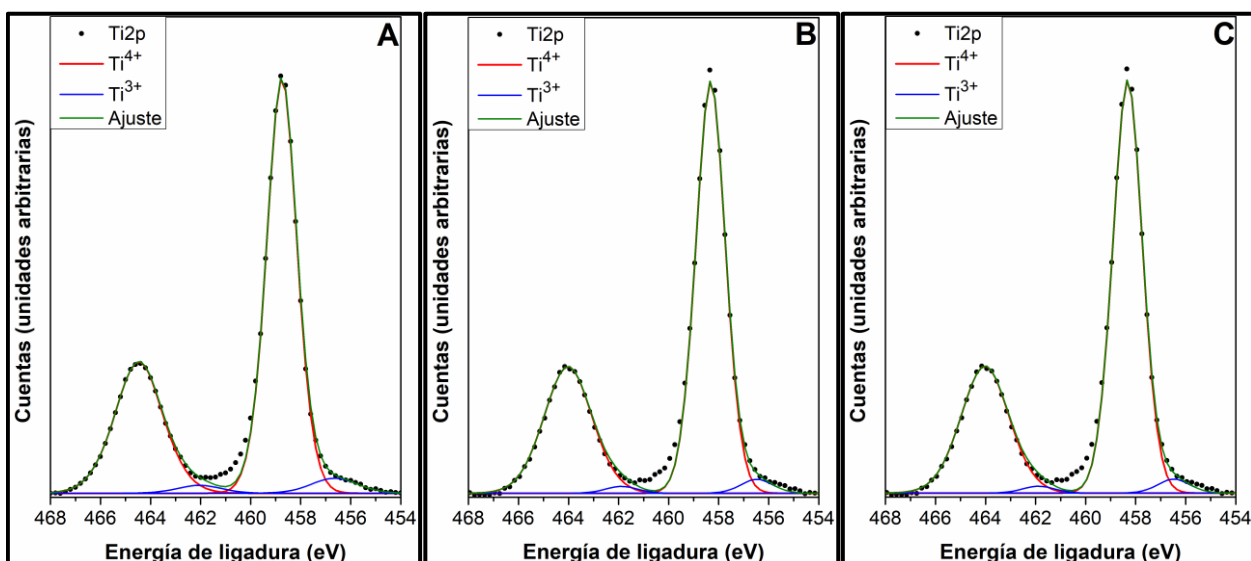 A
Ti2p
Ti4+
Ti3+
Ajuste
Cuentas (unidades arbitrarias)
468 466 464 462 460 458 456 454
Energía de ligadura (eV)
B
Ti2p
Ti4+
Ti3+
Ajuste
Cuentas (unidades arbitrarias)
468 466 464 462 460 458 456 454
Energía de ligadura (eV)
C
Ti2p
Ti4+
Ti3+
Ajuste
Cuentas (unidades arbitrarias)
468 466 464 462 460 458 456 454
Energía de ligadura (eV)